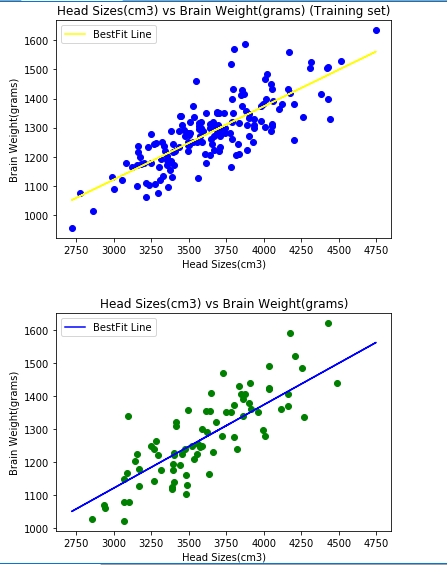 Head Sizes(cm3) vs Brain Weight(grams) (Training set)
BestFit Line
Brain Weight(grams)
1600
1500
1400
1300
1200
1100
1000
2750 3000 3250 3500 3750 4000 4250 4500 4750
Head Sizes(cm3)
Head Sizes(cm3) vs Brain Weight(grams)
BestFit Line
Brain Weight(grams)
1600
1500
1400
1300
1200
1100
1000
2750 3000 3250 3500 3750 4000 4250 4500 4750
Head Sizes(cm3)